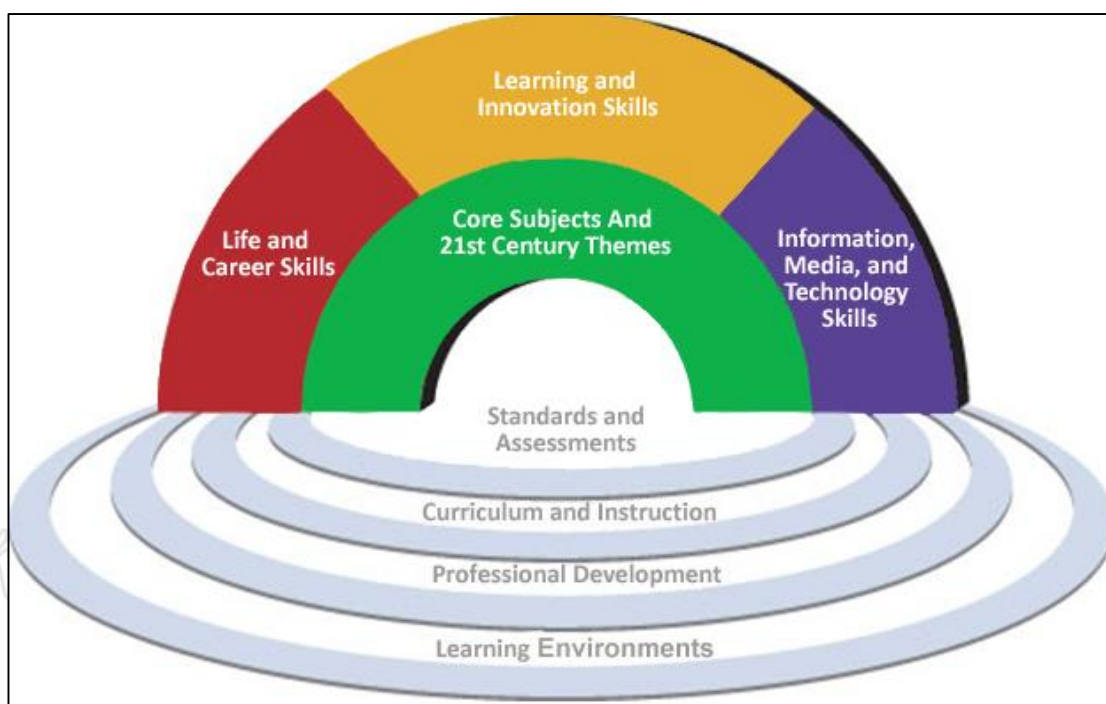 Learning and
Innovation Skills
Life and
Career Skills
Core Subjects And
21st Century Themes
Information,
Media, and
Technology
Skills
Standards and
Assessments
Curriculum and Instruction
Professional Development
Learning Environments